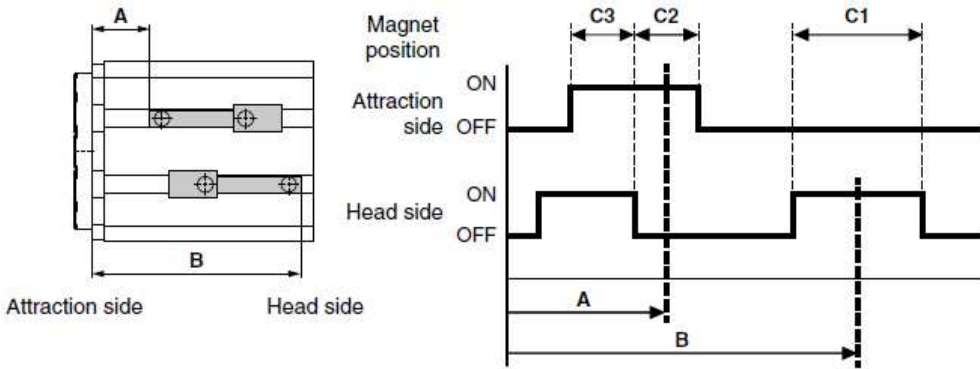 A
B
Attraction side
Head side
Magnet
position
C3
C2
C1
Attraction
side
ON
OFF
Head side
ON
OFF
A
B